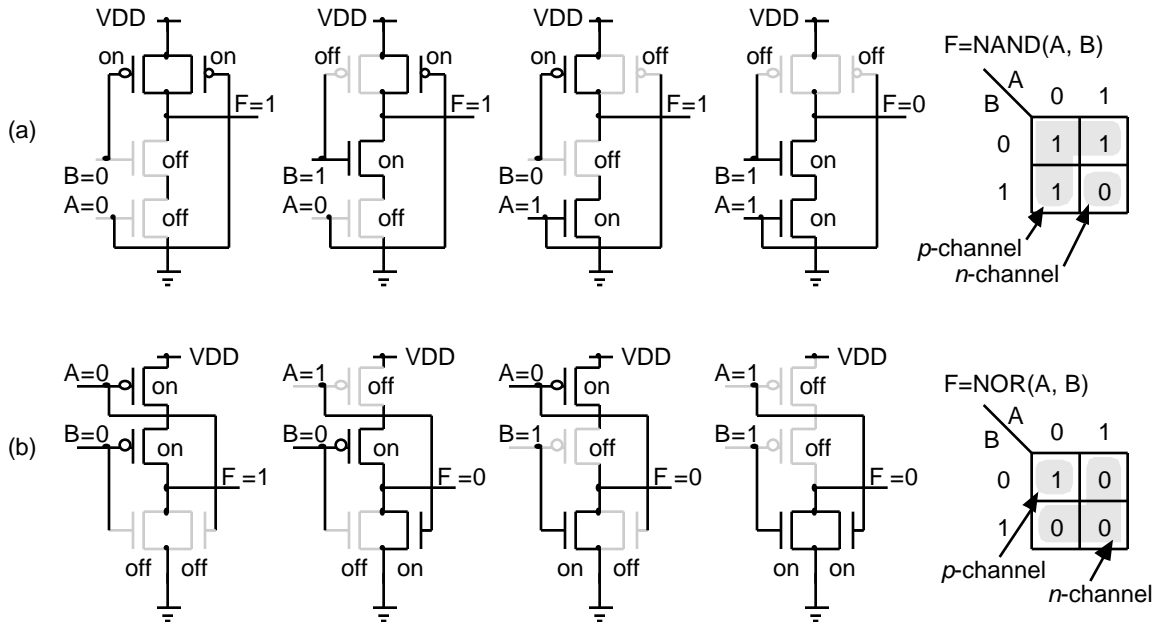 (a)
VDD
on on
F=1
off
B=0
A=0
off
VDD
off on
F=1
on
B=1
A=0
off
VDD
on off
F=1
off
B=0
A=1
on
VDD
off off
F=0
on
B=1
A=1
on
F=NAND(A, B)
A
B 0 1
0 1 1
1 1 0
p-channel
n-channel
(b)
VDD
A=0
on
B=0
on
F=1
off off
VDD
A=1
off
B=0
on
F=0
off on
VDD
A=0
on
B=1
off
F=0
on off
VDD
A=1
off
B=1
off
F=0
on on
F=NOR(A, B)
A
B 0 1
0 1 0
1 0 0
p-channel
n-channel